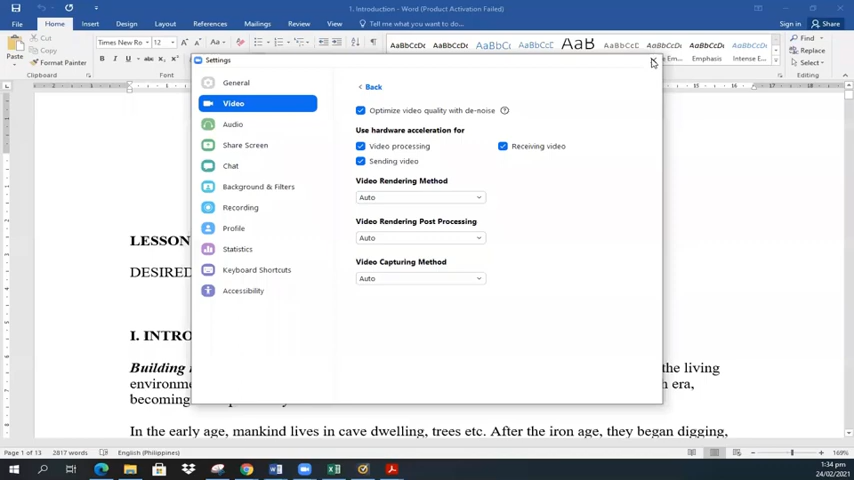 1. Introduction - Word (Product Activation Failed)
File Home Insert Draw Design Layout References Mailings Review View Tell me what you want to do... Sign in Share
Cut
Copy
Format Painter
Paste
Clipboard
Times New Ro 12
Font
AaBbCcDc AaBbCcDc AaBbC AaBbCcC AaB AaBbCcD AaBbCcDc AaBbCcDc AaBbCcDc
Emphasis Intense E...
Find
Replace
Select
Editing
Settings
General
Video
Audio
Share Screen
Chat
Background & Filters
Recording
Profile
Statistics
Keyboard Shortcuts
Accessibility
Back
Optimize video quality with de-noise
Use hardware acceleration for
Video processing Receiving video
Sending video
Video Rendering Method
Auto
Video Rendering Post Processing
Auto
Video Capturing Method
Auto
LESSON
DESIRED
I. INTRO
Building the living
environme era,
becoming
In the early age, mankind lives in cave dwelling, trees etc. After the iron age, they began digging,
Page 1 of 13 2817 words English (Philippines) 169%
1:34 pm
24/02/2021